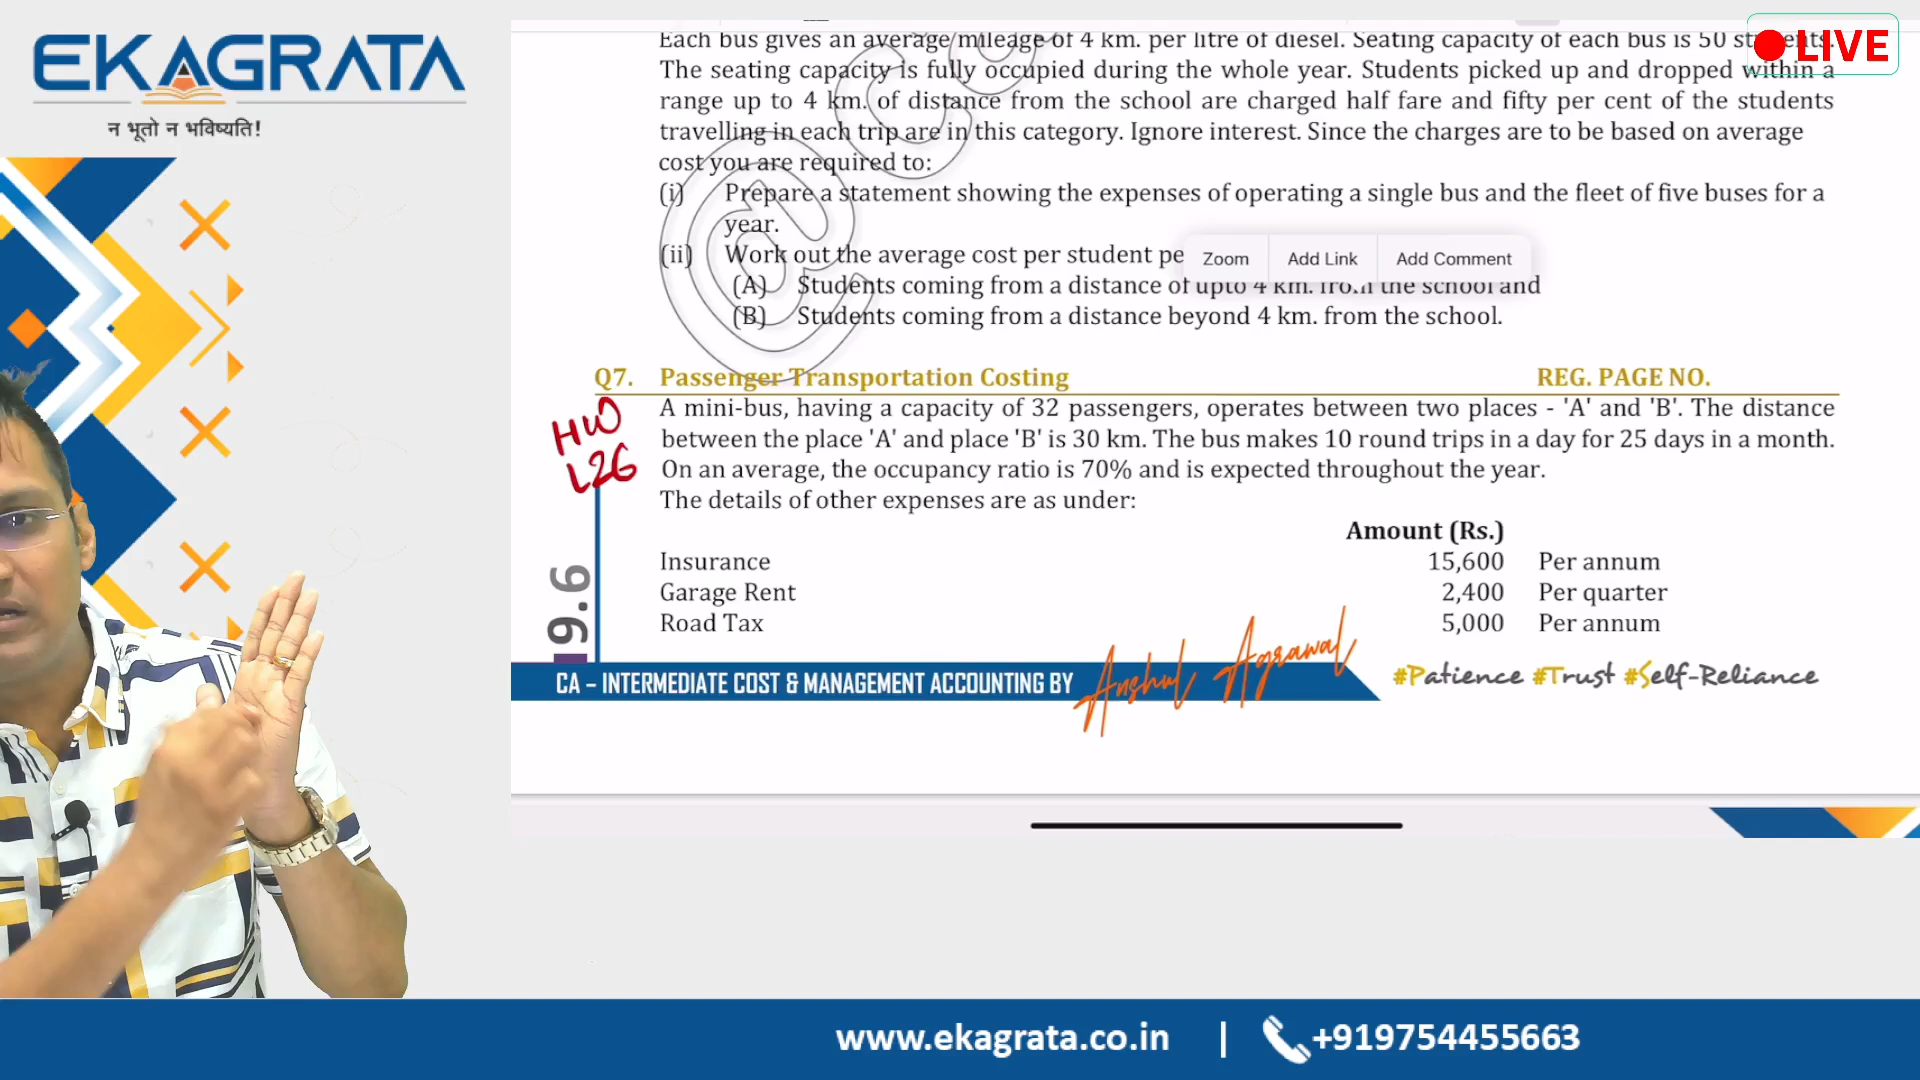 EKAGRATA
न भूतो न भविष्यति!
LIVE
Each bus gives an average mileage of 4 km. per litre of diesel. Seating capacity of each bus is 50 students.
The seating capacity is fully occupied during the whole year. Students picked up and dropped within a
range up to 4 km. of distance from the school are charged half fare and fifty per cent of the students
travelling in each trip are in this category. Ignore interest. Since the charges are to be based on average
cost you are required to:
(i) Prepare a statement showing the expenses of operating a single bus and the fleet of five buses for a
year.
(ii) Work out the average cost per student pe
Zoom Add Link Add Comment
(A) Students coming from a distance of upto 4 km. from the school and
(B) Students coming from a distance beyond 4 km. from the school.
Q7. Passenger Transportation Costing REG. PAGE NO.
HW
L26
A mini-bus, having a capacity of 32 passengers, operates between two places - 'A' and 'B'. The distance
between the place 'A' and place 'B' is 30 km. The bus makes 10 round trips in a day for 25 days in a month.
On an average, the occupancy ratio is 70% and is expected throughout the year.
The details of other expenses are as under:
Amount (Rs.)
Insurance 15,600 Per annum
Garage Rent 2,400 Per quarter
Road Tax 5,000 Per annum
19.6
CA – INTERMEDIATE COST & MANAGEMENT ACCOUNTING BY Anshul Agrawal
#Patience #Trust #Self-Reliance
www.ekagrata.co.in | +919754455663